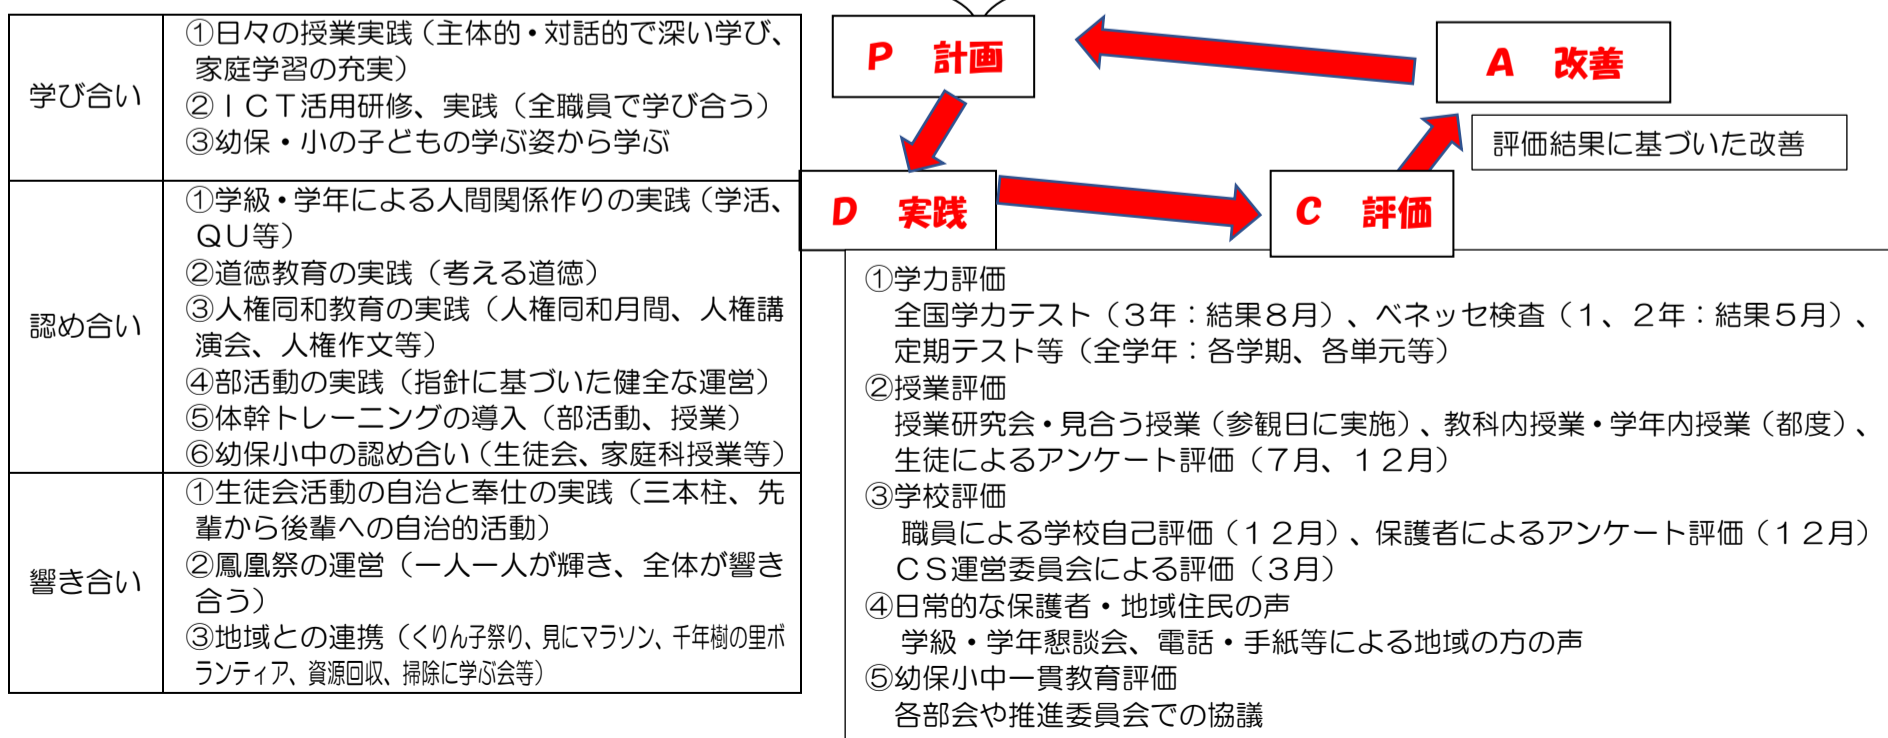 学び合い
①日々の授業実践（主体的・対話的で深い学び、
家庭学習の充実）
②ＩＣＴ活用研修、実践（全職員で学び合う）
③幼保・小の子どもの学ぶ姿から学ぶ
認め合い
①学級・学年による人間関係作りの実践（学活、
ＱＵ等）
②道徳教育の実践（考える道徳）
③人権同和教育の実践（人権同和月間、人権講
演会、人権作文等）
④部活動の実践（指針に基づいた健全な運営）
⑤体幹トレーニングの導入（部活動、授業）
⑥幼保小中の認め合い（生徒会、家庭科授業等）
響き合い
①生徒会活動の自治と奉仕の実践（三本柱、先
輩から後輩への自治的活動）
②鳳凰祭の運営（一人一人が輝き、全体が響き
合う）
③地域との連携（くりん子祭り、見にマラソン、千年樹の里ボ
ランティア、資源回収、掃除に学ぶ会等）
Ｐ　計画
Ａ　改善
評価結果に基づいた改善
Ｄ　実践
Ｃ　評価
①学力評価
全国学力テスト（３年：結果８月）、ベネッセ検査（１、２年：結果５月）、
定期テスト等（全学年：各学期、各単元等）
②授業評価
授業研究会・見合う授業（参観日に実施）、教科内授業・学年内授業（都度）、
生徒によるアンケート評価（７月、１２月）
③学校評価
職員による学校自己評価（１２月）、保護者によるアンケート評価（１２月）
ＣＳ運営委員会による評価（３月）
④日常的な保護者・地域住民の声
学級・学年懇談会、電話・手紙等による地域の方の声
⑤幼保小中一貫教育評価
各部会や推進委員会での協議